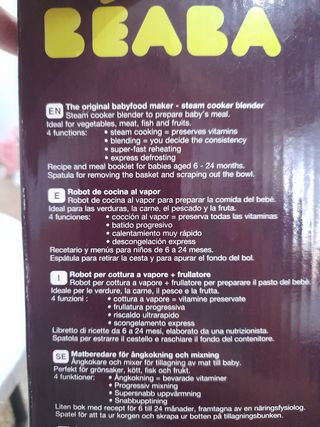 BÉABA
EN The original babyfood maker - steam cooker blender
Steam cooker blender to prepare baby's meal.
Ideal for vegetables, meat, fish and fruits.
4 functions: • steam cooking = preserves vitamins
• blending = you decide the consistency
• super-fast reheating
• express defrosting
Recipe and meal booklet for babies aged 6 - 24 months.
Spatula for removing the basket and scraping out the bowl.
E Robot de cocina al vapor
Robot de cocina al vapor para preparar la comida del bebé.
Ideal para las verduras, la carne, el pescado y la fruta.
4 funciones: • cocción al vapor = preserva todas las vitaminas
• batido progresivo
• calentamiento muy rápido
• descongelación express
Recetario y menús para niños de 6 a 24 meses.
Espátula para retirar la cesta y para apurar el fondo del bol.
I Robot per cottura a vapore + frullatore
Robot per cottura a vapore + frullatore per preparare il pasto del bébé.
Ideale per le verdure, la carne, il pesce e la frutta.
4 funzioni : • cottura a vapore = vitamine preservate
• frullatura progressiva
• riscaldo ultrarapido
• scongelamento express
Libretto di ricette da 6 a 24 mesi, elaborato da una nutrizionista.
Spatola per estrarre il cestello e raschiare il fondo del contenitore.
SE Matberedare för ångkokning och mixning
Ångkokare och mixer för tillagning av mat till baby.
Perfekt för grönsaker, kött, fisk och frukt.
4 funktioner: • Ångkokning = bevarade vitaminer
• Progressiv mixning
• Supersnabb uppvärmning
• Snabbupptining
Liten bok med recept för 6 till 24 månader, framtagna av en näringsfysiolog.
Spatel för att ta ur korgen och skrapa ur botten på tillagningsbunken.